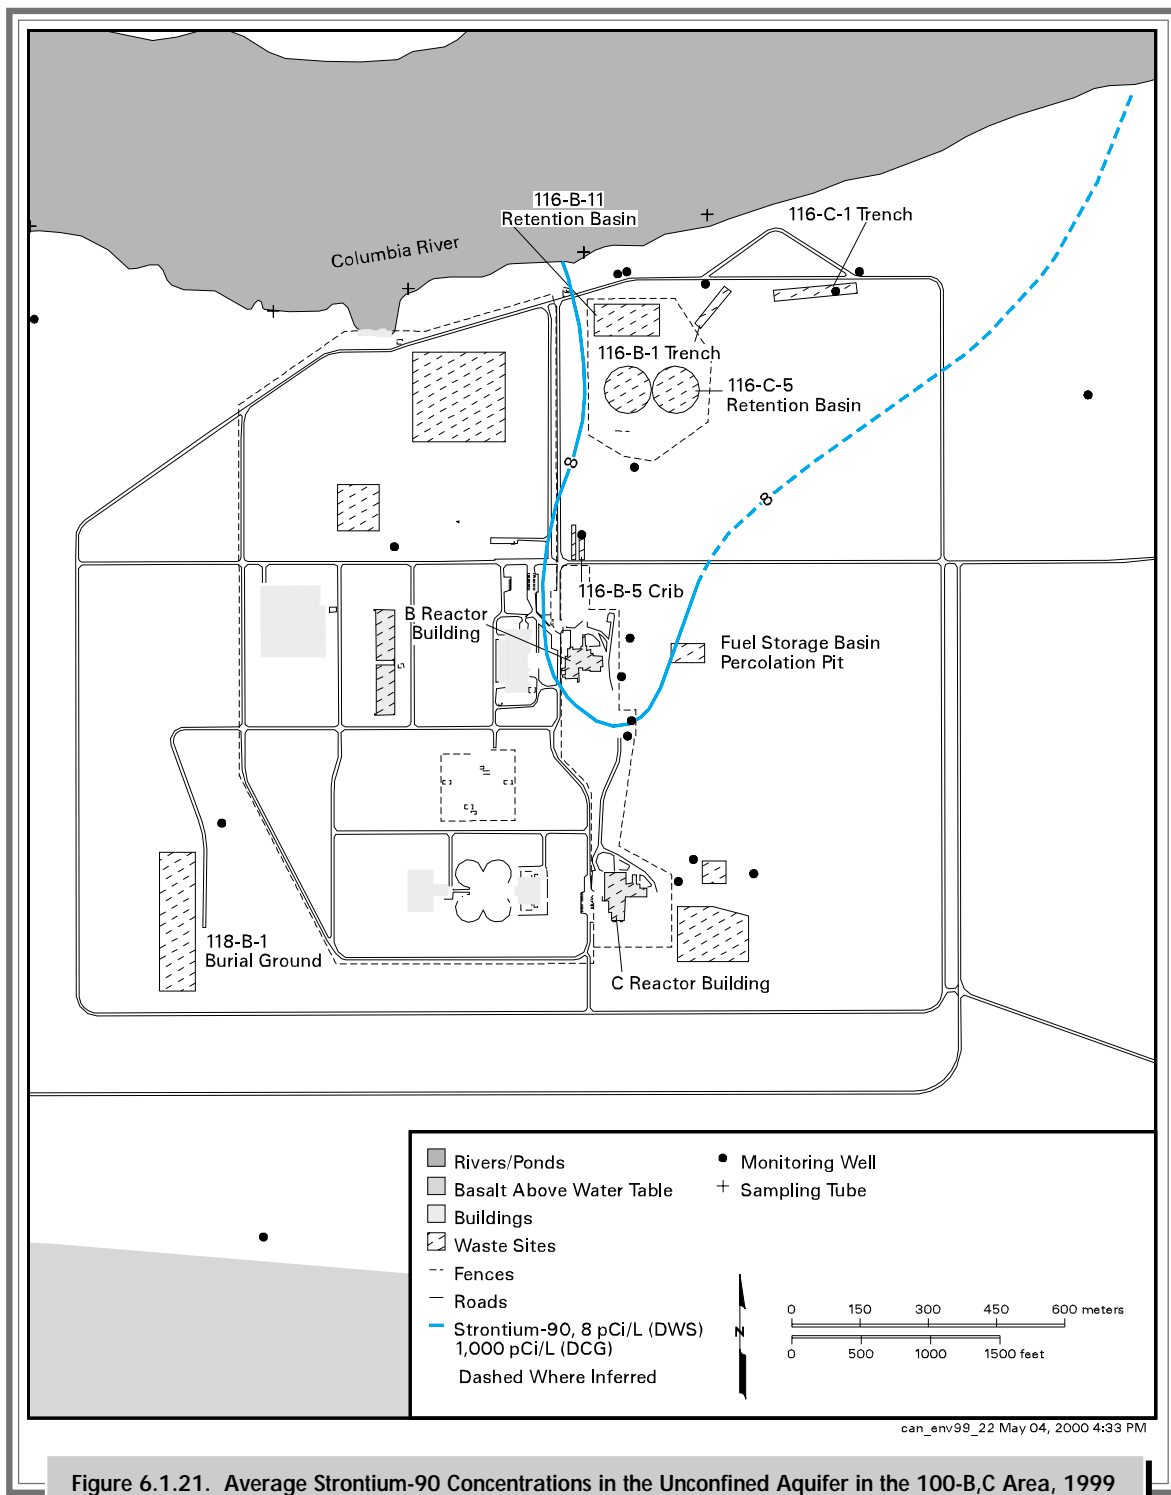 116-B-11
Retention Basin
116-C-1 Trench
Columbia River
116-B-1 Trench
116-C-5
Retention Basin
8
8
116-B-5 Crib
B Reactor
Building
Fuel Storage Basin
Percolation Pit
118-B-1
Burial Ground
C Reactor Building
Rivers/Ponds
Basalt Above Water Table
Buildings
Waste Sites
Fences
Roads
Strontium-90, 8 pCi/L (DWS)
1,000 pCi/L (DCG)
Dashed Where Inferred
Monitoring Well
Sampling Tube
N
0 150 300 450 600 meters
0 500 1000 1500 feet
can_env99_22 May 04, 2000 4:33 PM
Figure 6.1.21. Average Strontium-90 Concentrations in the Unconfined Aquifer in the 100-B,C Area, 1999